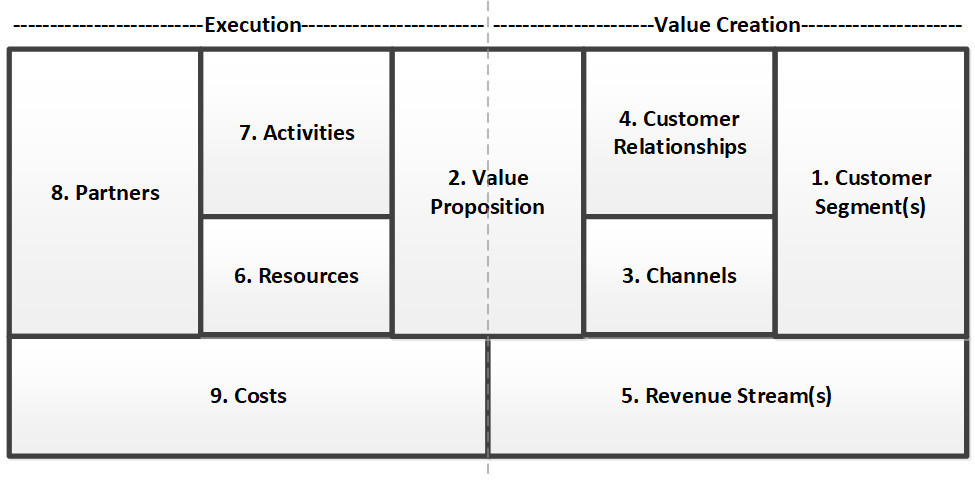 Execution
Value Creation
8. Partners
7. Activities
6. Resources
2. Value
Proposition
4. Customer
Relationships
3. Channels
1. Customer
Segment(s)
9. Costs
5. Revenue Stream(s)